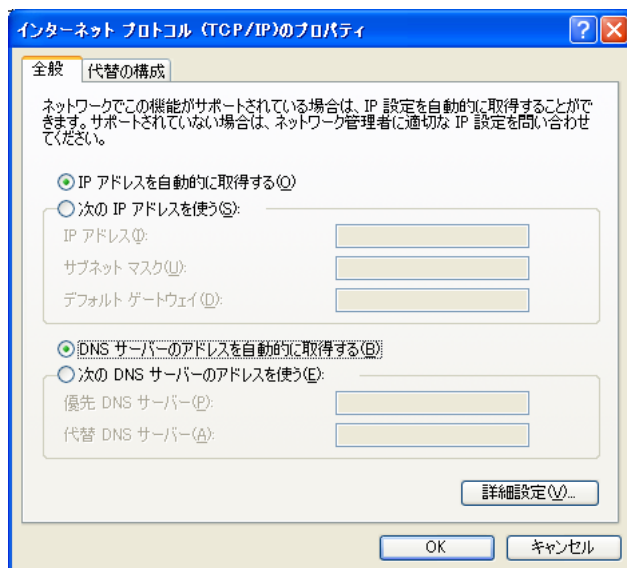 インターネット プロトコル (TCP/IP)のプロパティ
全般
代替の構成
ネットワークでこの機能がサポートされている場合は、IP 設定を自動的に取得することがで
きます。サポートされていない場合は、ネットワーク管理者に適切な IP 設定を問い合わせ
てください。
IP アドレスを自動的に取得する(O)
次の IP アドレスを使う(S):
IP アドレス(I):
サブネット マスク(U):
デフォルト ゲートウェイ(D):
DNS サーバーのアドレスを自動的に取得する(B)
次の DNS サーバーのアドレスを使う(E):
優先 DNS サーバー(P):
代替 DNS サーバー(A):
詳細設定(V)...
OK
キャンセル